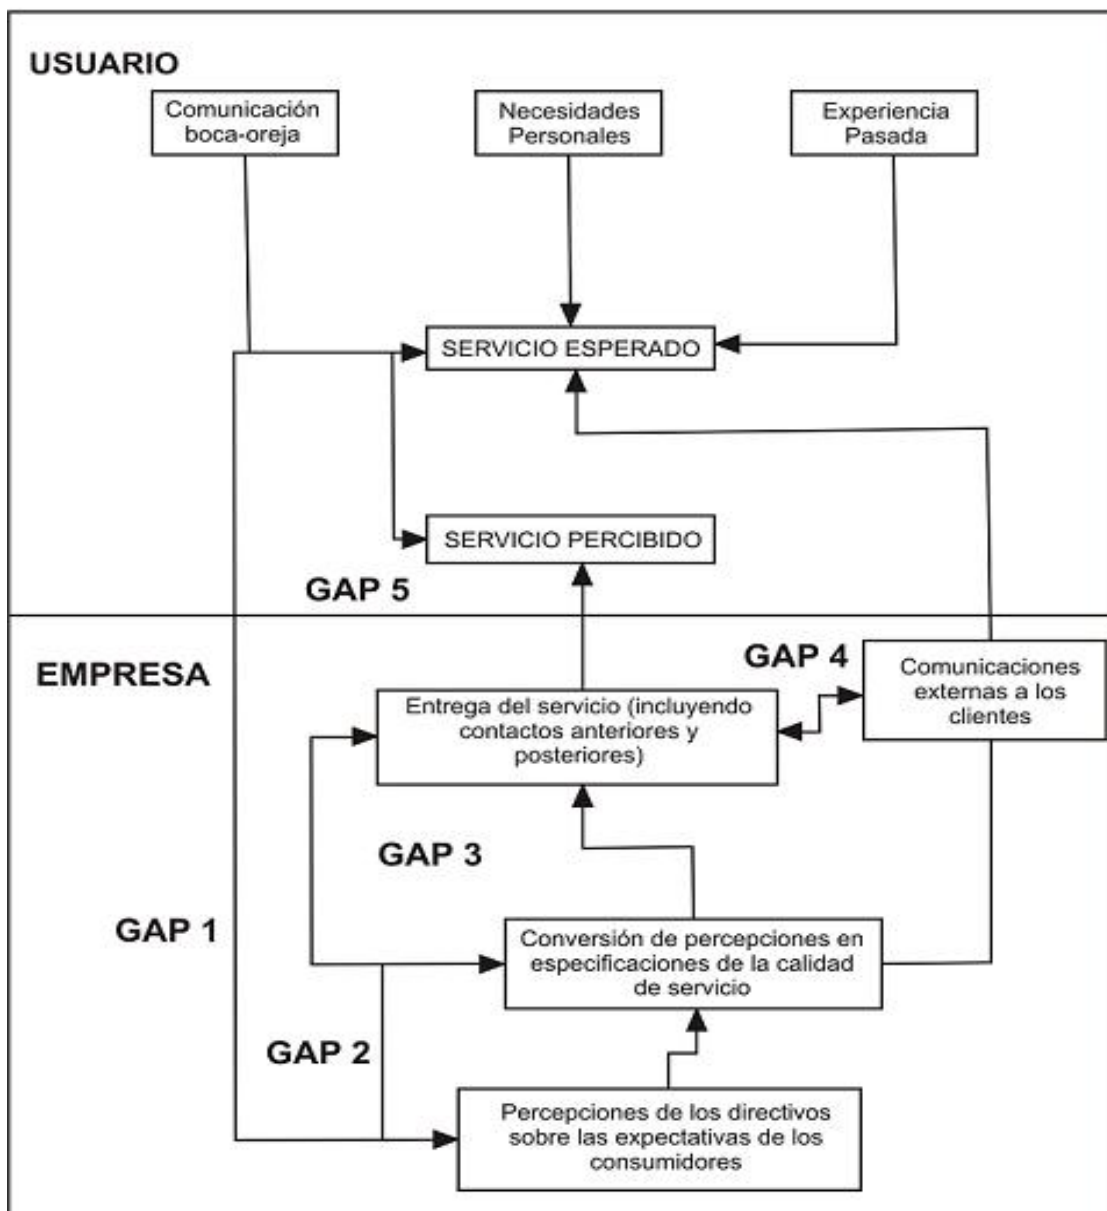 USUARIO
Comunicación
boca-oreja
Necesidades
Personales
Experiencia
Pasada
SERVICIO ESPERADO
SERVICIO PERCIBIDO
GAP 5
EMPRESA
GAP 4
Comunicaciones
externas a los
clientes
Entrega del servicio (incluyendo
contactos anteriores y
posteriores)
GAP 3
GAP 1
Conversión de percepciones en
especificaciones de la calidad
de servicio
GAP 2
Percepciones de los directivos
sobre las expectativas de los
consumidores